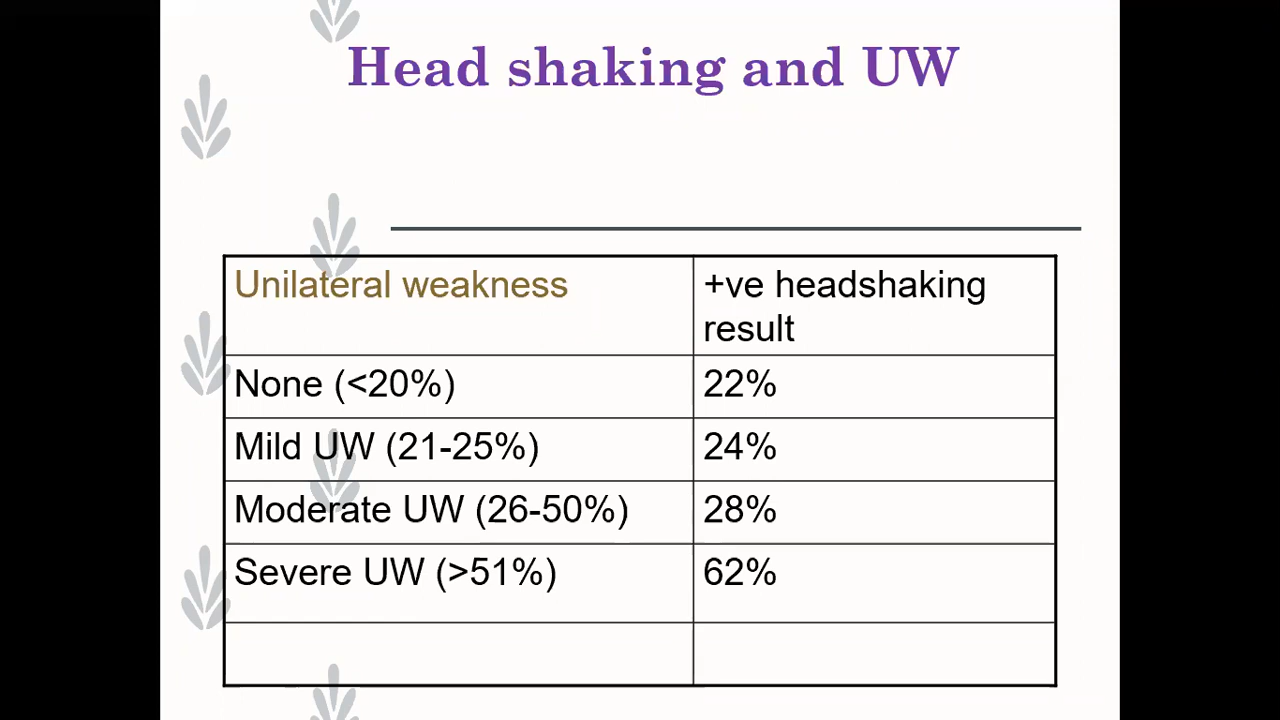 Head shaking and UW
Unilateral weakness
+ve headshaking
result
None (<20%)
22%
Mild UW (21-25%)
24%
Moderate UW (26-50%)
28%
Severe UW (>51%)
62%